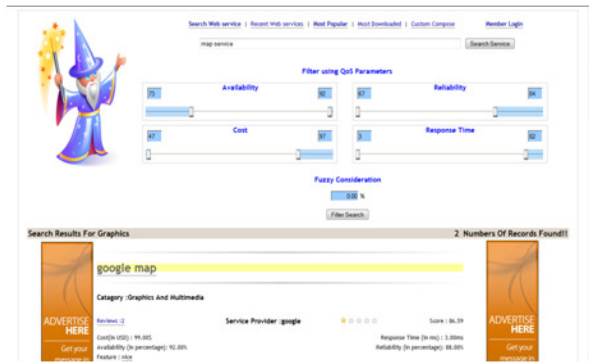 Search Web service | Recent Web services | Most Popular | Most Downloaded | Custom Compose Member Login
map service Search Service
Filter using QoS Parameters
Availability
73 92
Reliability
67 84
Cost
47 97
Response Time
3 82
Fuzzy Consideration
0.00 %
Filter Search
Search Results For Graphics 2 Numbers Of Records Found!!
google map
Catagory :Graphics And Multimedia
ADVERTISE HERE
Reviews :2 Service Provider :google Score : 86.59
ADVERTISE HERE
Cost(in USD) : 99.00$ Response Time (in ms) : 3.00ms
Availability (in percentage): 92.00% Reliability (in percentage): 88.00%
Feature : nice
Get your message in
Get your message in